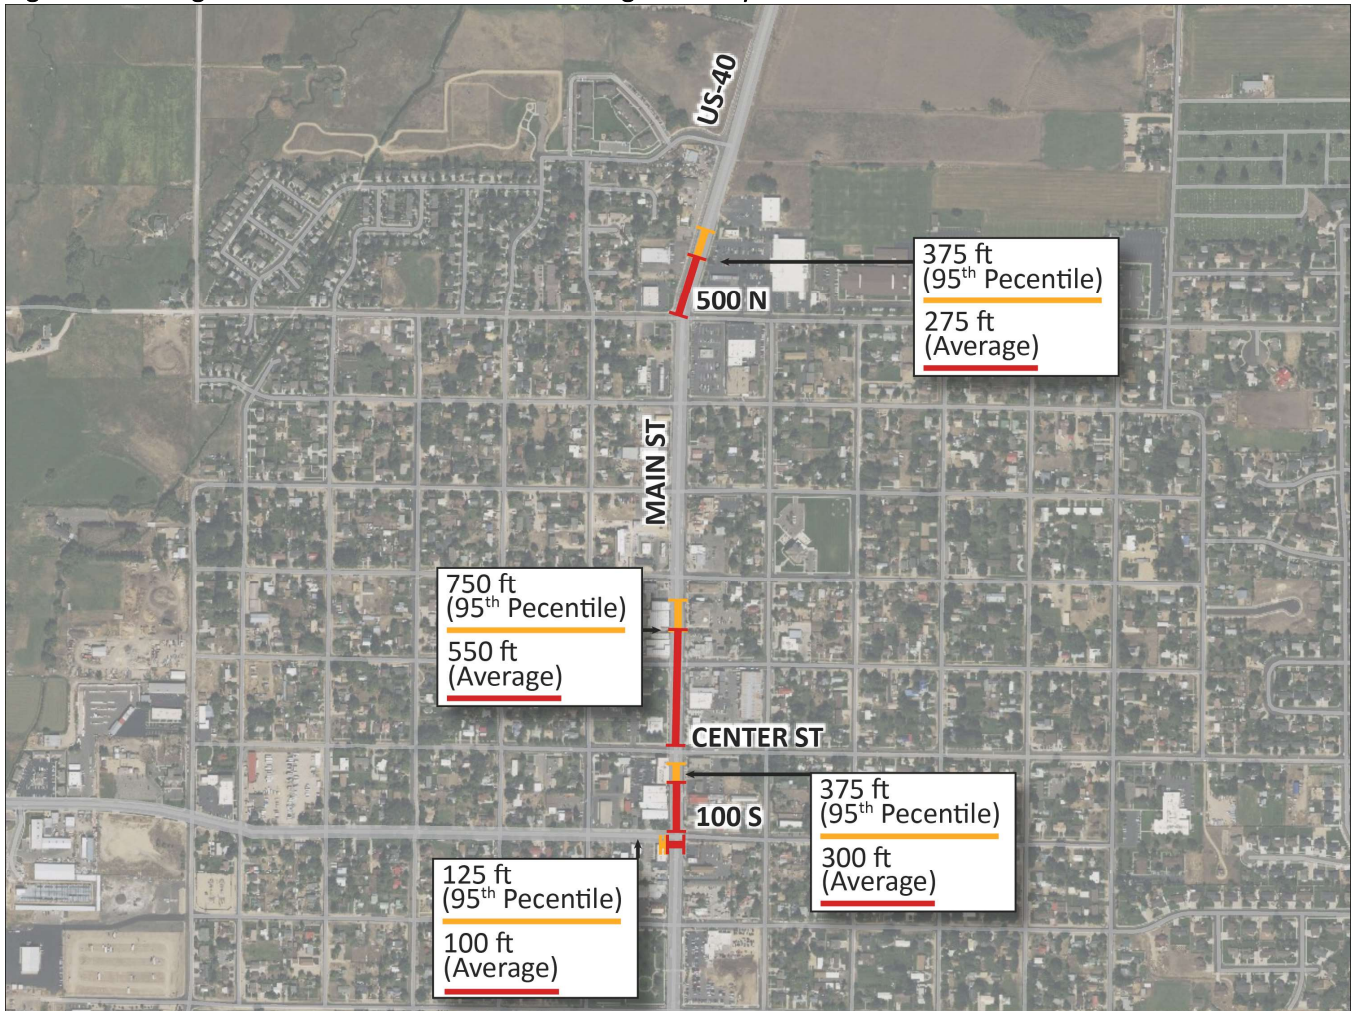 US-40
375 ft
(95th Pecentile)
275 ft
(Average)
500 N
MAIN ST
750 ft
(95th Pecentile)
550 ft
(Average)
CENTER ST
375 ft
(95th Pecentile)
300 ft
(Average)
100 S
125 ft
(95th Pecentile)
100 ft
(Average)